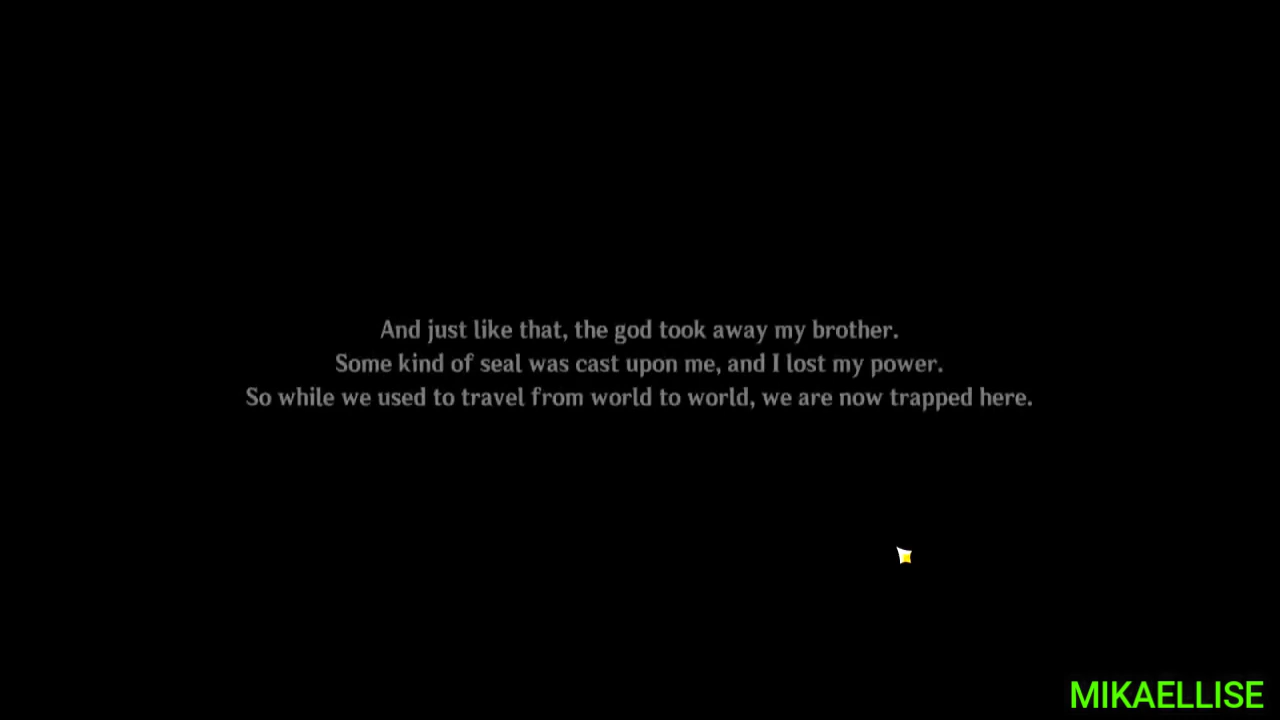 And just like that, the god took away my brother.
Some kind of seal was cast upon me, and I lost my power.
So while we used to travel from world to world, we are now trapped here.
MIKAELLISE